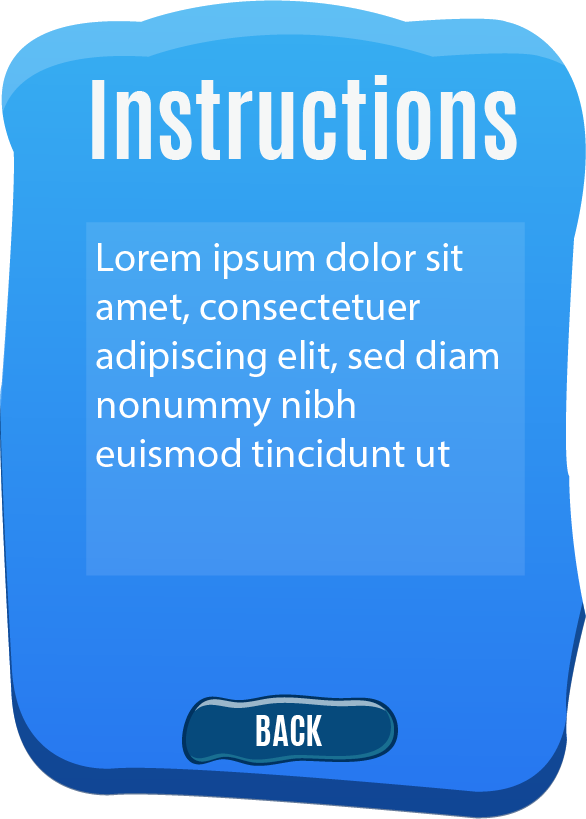 Instructions
Lorem ipsum dolor sit
amet, consectetuer
adipiscing elit, sed diam
nonummy nibh
euismod tincidunt ut
BACK